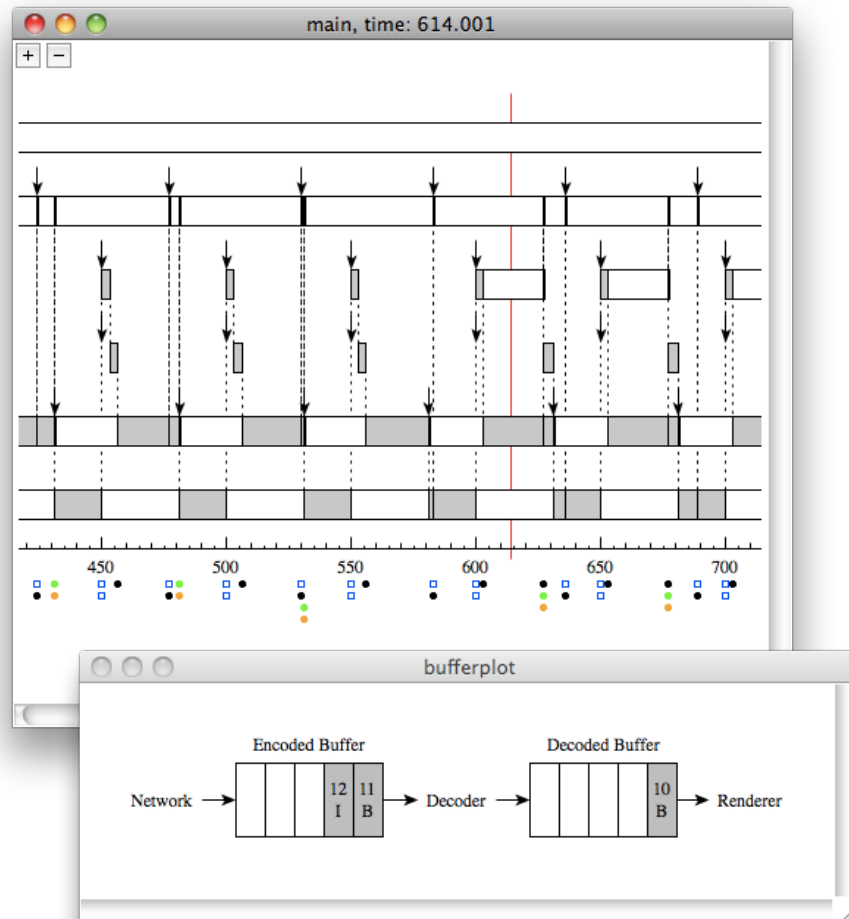 main, time: 614.001
+ −
450 500 550 600 650 700
bufferplot
Encoded Buffer Decoded Buffer
12 11 10
Network Decoder Renderer
I B B